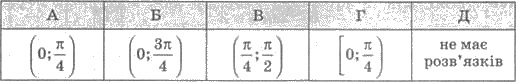 А Б В Г Д
(0; π/4) (0; 3π/4) (π/4; π/2) [0; π/4) не має
розв'язків